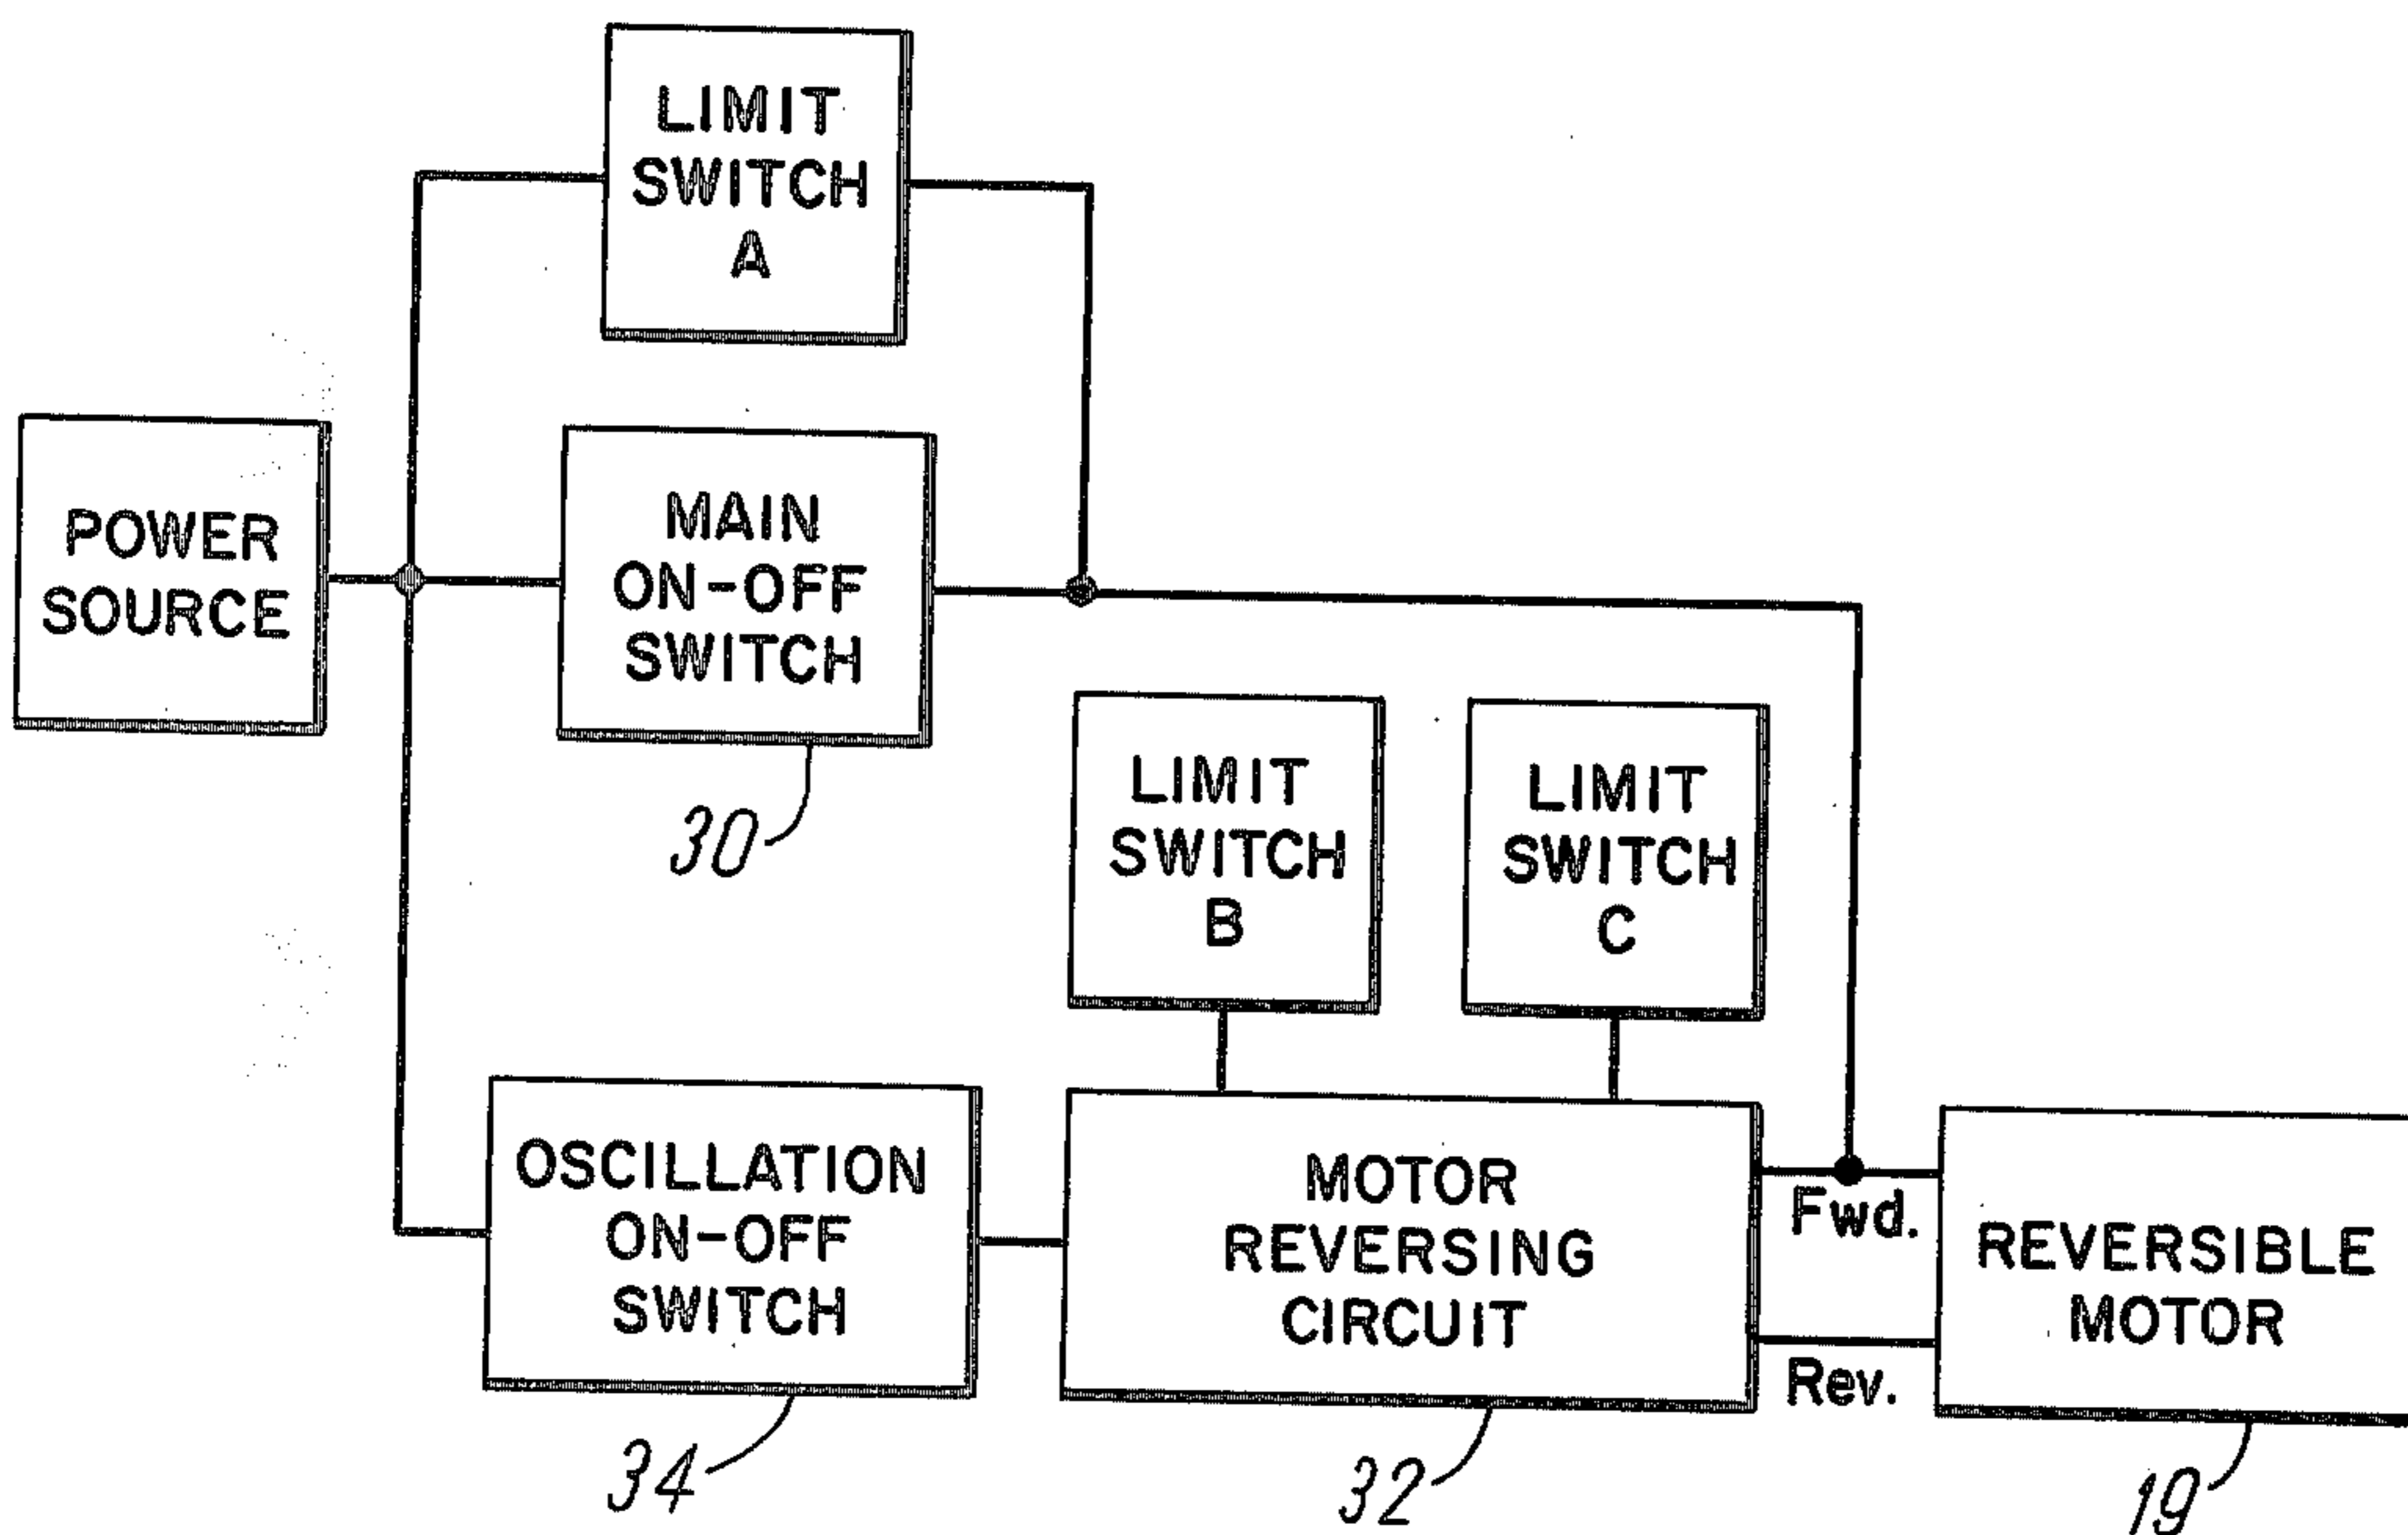 LIMIT
SWITCH
A
POWER
SOURCE
MAIN
ON-OFF
SWITCH
30
LIMIT
SWITCH
B
LIMIT
SWITCH
C
OSCILLATION
ON-OFF
SWITCH
34
MOTOR
REVERSING
CIRCUIT
32
Fwd.
Rev.
REVERSIBLE
MOTOR
19